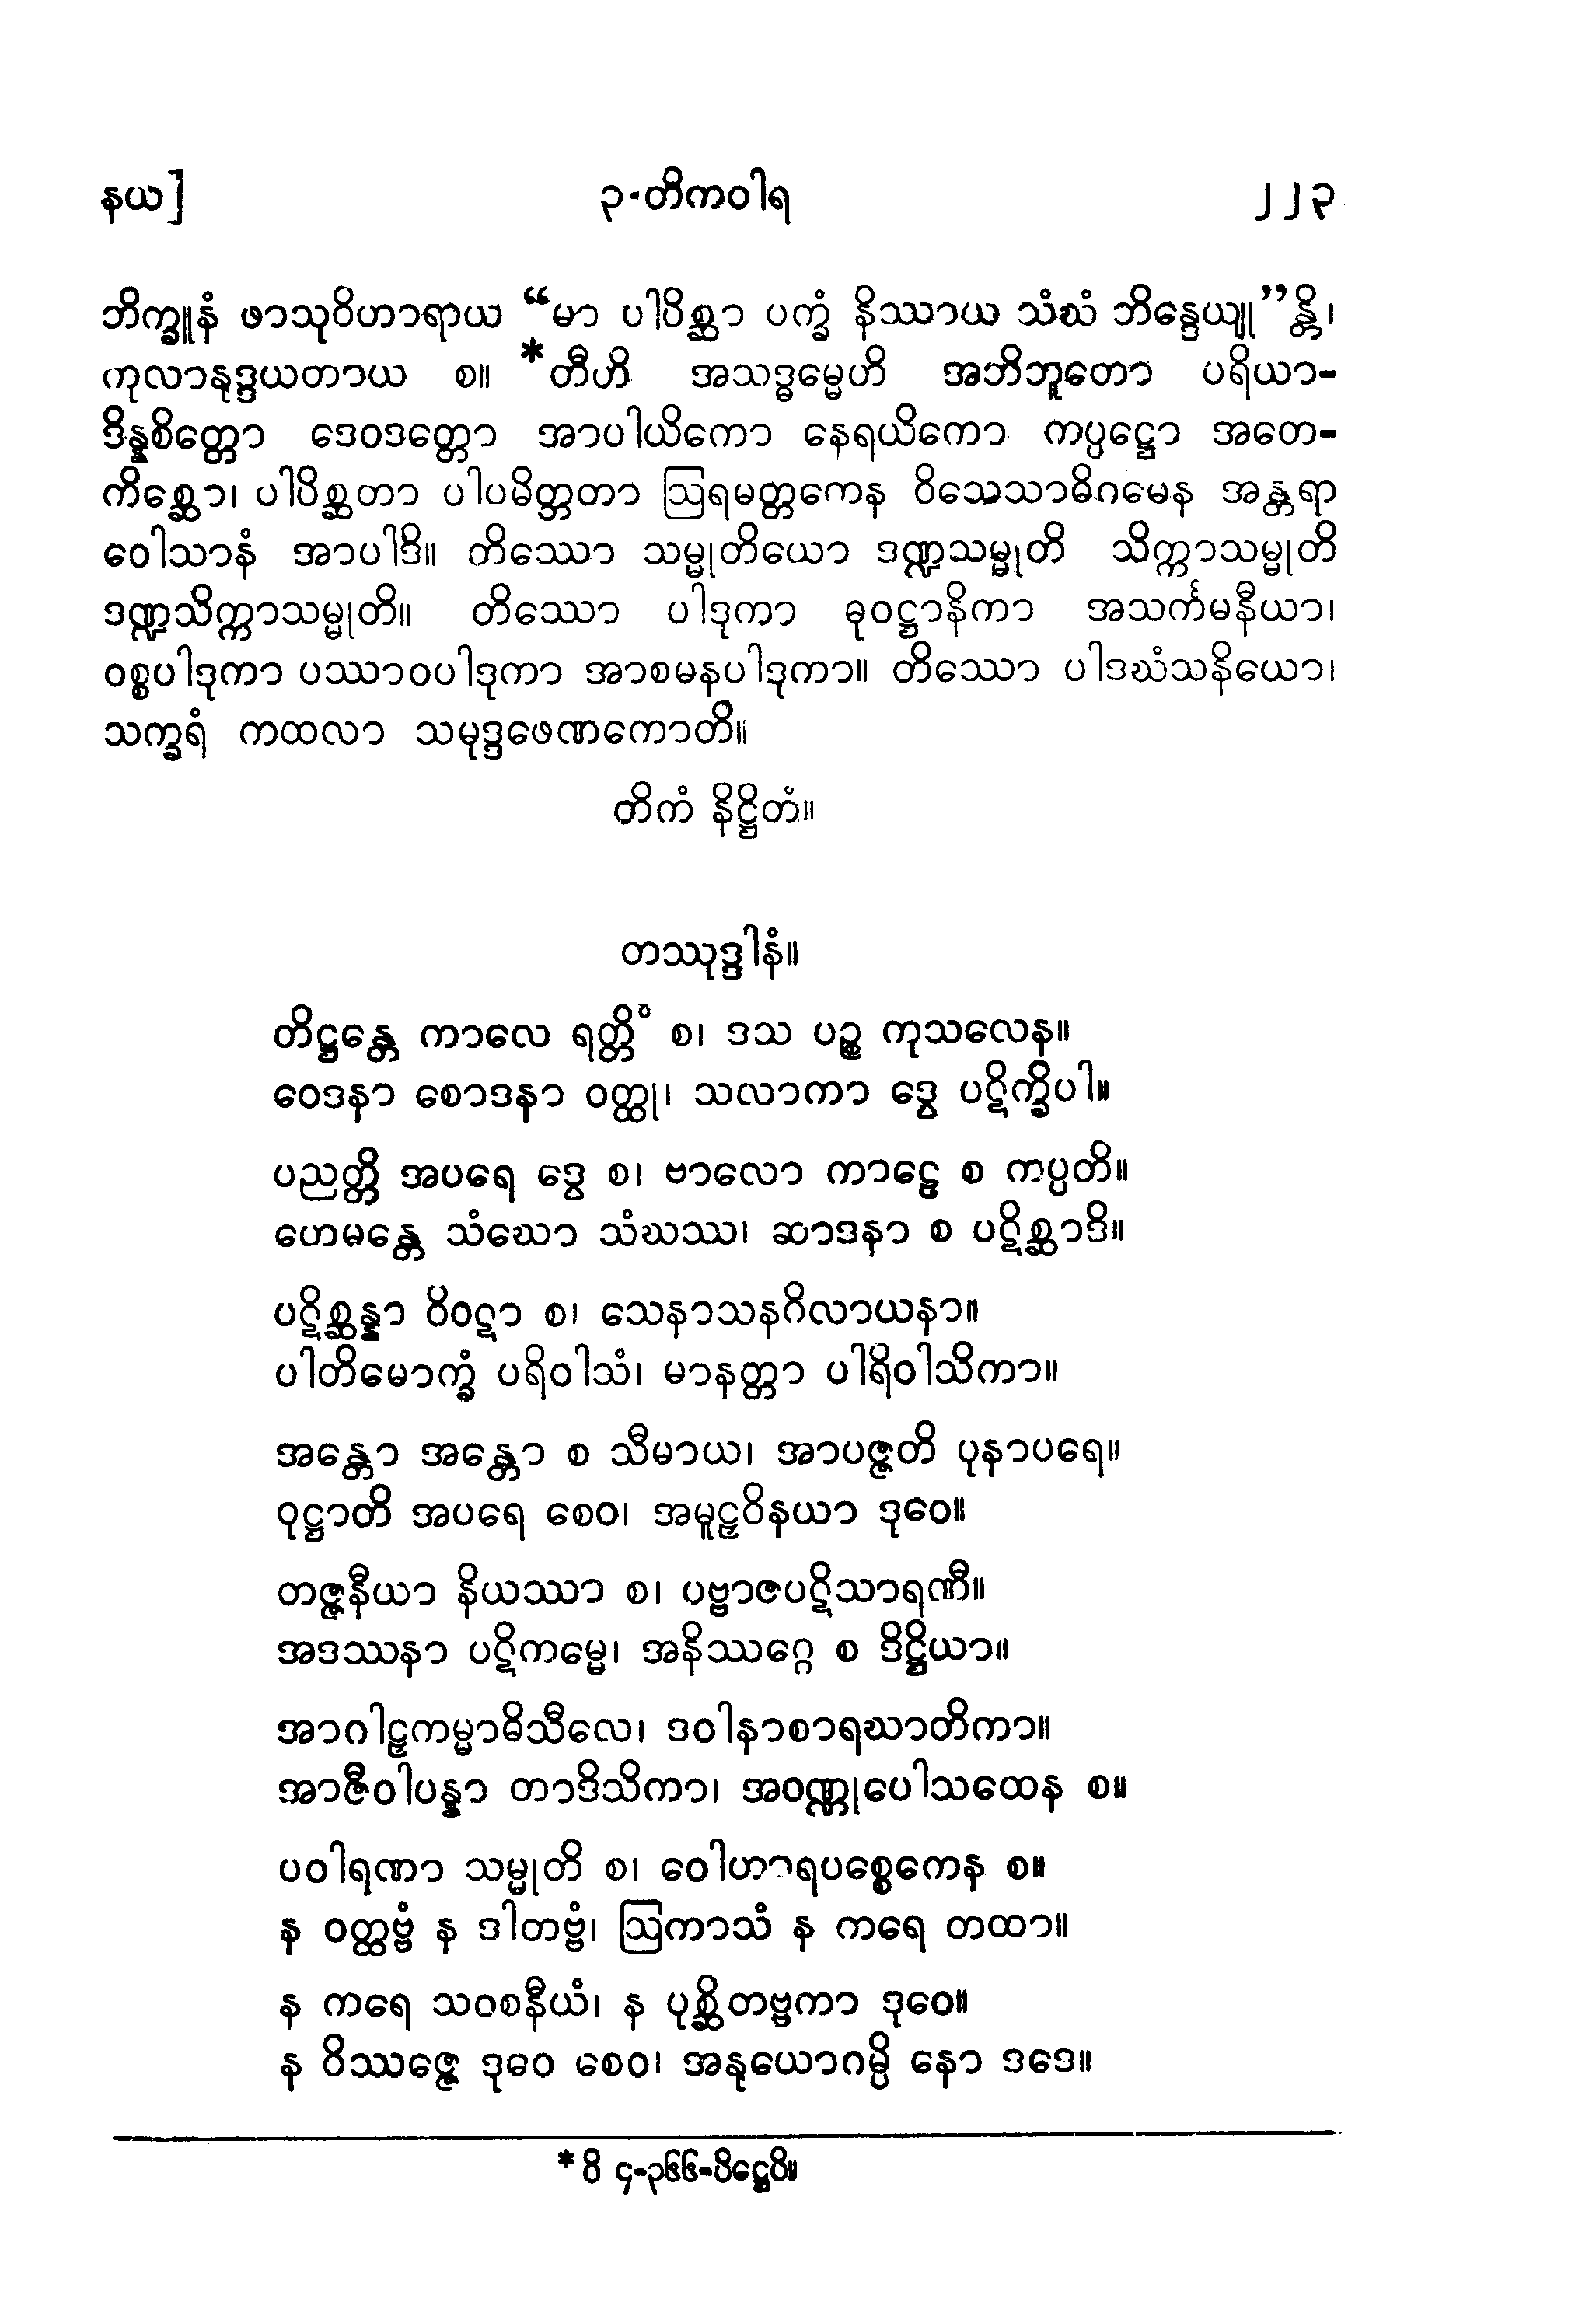 နယ]
၃-တိကဝါရ
၂၂၃
ဘိက္ခူနံ ဖာသုဝိဟာရာယ “မာ ပါပိစ္ဆာ ပက္ခံ နိဿာယ သံဃံ ဘိန္ဒေယျု”န္တိ၊
ကုလာနုဒ္ဒယတာယ စ။ *တီဟိ အသဒ္ဓမ္မေဟိ အဘိဘူတော ပရိယာ-
ဒိန္နစိတ္တော ဒေဝဒတ္တော အာပါယိကော နေရယိကော ကပ္ပဋ္ဌော အတေ-
ကိစ္ဆော၊ ပါပိစ္ဆတာ ပါပမိတ္တတာ ဩရမတ္တကေန ဝိသေသာဓိဂမေန အန္တရာ
ဝေါသာနံ အာပါဒိ။ တိဿော သမ္မုတိယော ဒဏ္ဍသမ္မုတိ သိက္ကာသမ္မုတိ
ဒဏ္ဍသိက္ကာသမ္မုတိ။ တိဿော ပါဒုကာ ဓုဝဋ္ဌာနိကာ အသင်္ကမနီယာ၊
ဝစ္စပါဒုကာ ပဿာဝပါဒုကာ အာစမနပါဒုကာ။ တိဿော ပါဒဃံသနိယော၊
သက္ခရံ ကထလာ သမုဒ္ဒဖေဏကောတိ။
တိကံ နိဋ္ဌိတံ။
တဿုဒ္ဒါနံ။
တိဋ္ဌန္တေ ကာလေ ရတ္တိံ စ၊ ဒသ ပဉ္စ ကုသလေန။
ဝေဒနာ စောဒနာ ဝတ္ထု၊ သလာကာ ဒွေ ပဋိက္ခိပါ။
ပညတ္တိ အပရေ ဒွေ စ၊ ဗာလော ကာဠေ စ ကပ္ပတိ။
ဟေမန္တေ သံဃော သံဃဿ၊ ဆာဒနာ စ ပဋိစ္ဆာဒိ။
ပဋိစ္ဆန္နာ ဝိဝဋာ စ၊ သေနာသနဂိလာယနာ။
ပါတိမောက္ခံ ပရိဝါသံ၊ မာနတ္တာ ပါရိဝါသိကာ။
အန္တော အန္တော စ သီမာယ၊ အာပဇ္ဇတိ ပုနာပရေ။
ဝုဋ္ဌာတိ အပရေ စေဝ၊ အမူဠှဝိနယာ ဒုဝေ။
တဇ္ဇနီယာ နိယဿာ စ၊ ပဗ္ဗာဇပဋိသာရဏီ။
အဒဿနာ ပဋိကမ္မေ၊ အနိဿဂ္ဂေ စ ဒိဋ္ဌိယာ။
အာဂါဠှကမ္မာဓိသီလေ၊ ဒဝါနာစာရဃာတိကာ။
အာဇီဝါပန္နာ တာဒိသိကာ၊ အဝဏ္ဏုပေါသထေန စ။
ပဝါရဏာ သမ္မုတိ စ၊ ဝေါဟာရပစ္စေကေန စ။
န ဝတ္ထဗ္ဗံ န ဒါတဗ္ဗံ၊ ဩကာသံ န ကရေ တထာ။
န ကရေ သဝစနီယံ၊ န ပုစ္ဆိတဗ္ဗကာ ဒုဝေ။
န ဝိဿဇ္ဇေ ဒုဝေ စေဝ၊ အနုယောဂမ္ပိ နော ဒဒေ။
* ဝိ ၄-၃၆၆-ပိဋ္ဌေပိ။